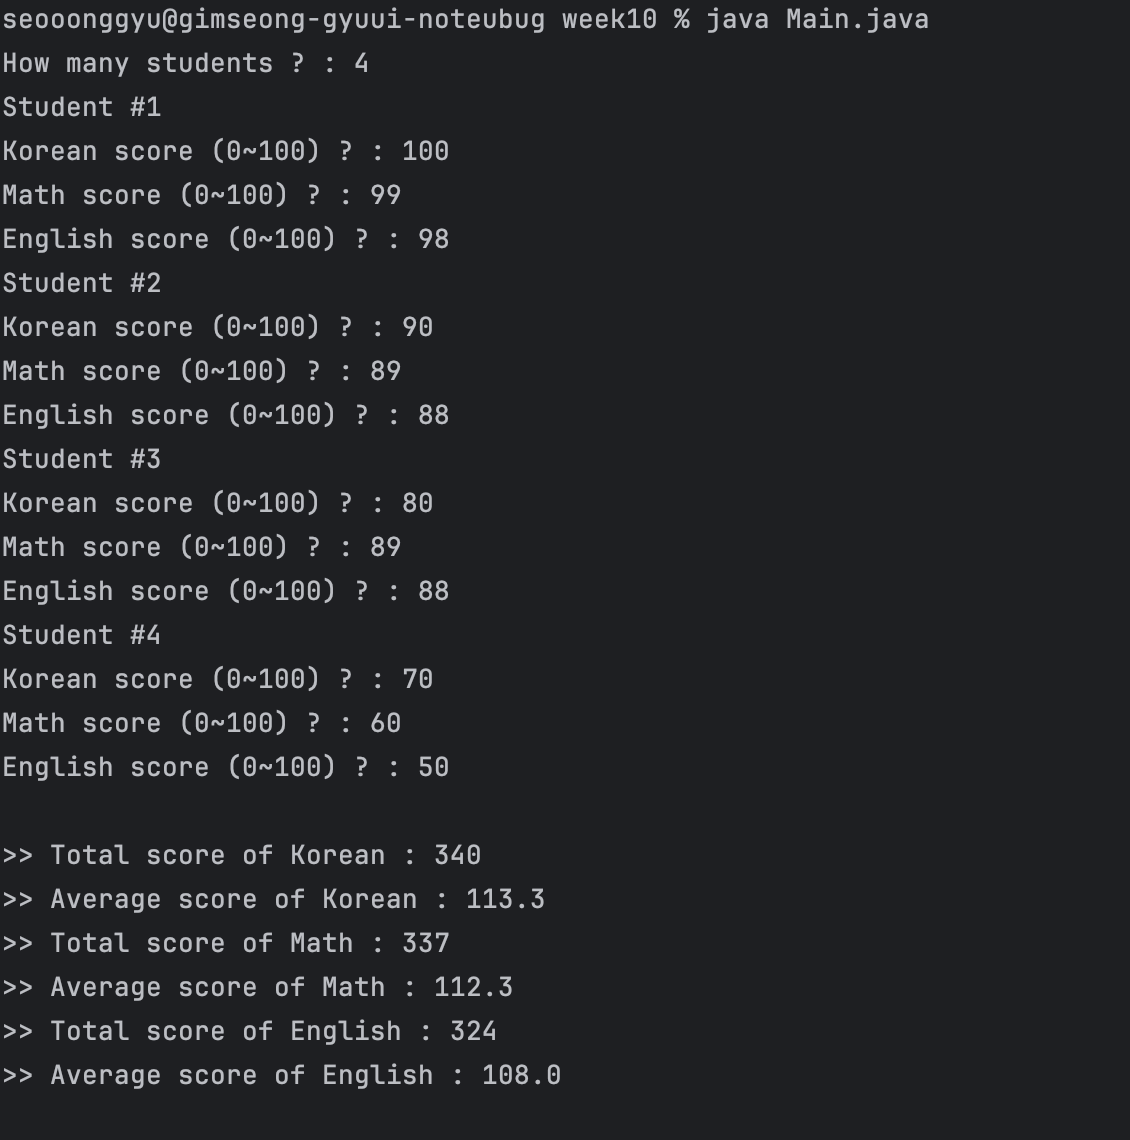 seooonggyu@gimseong-gyuui-noteubug week10 % java Main.java
How many students ? : 4
Student #1
Korean score (0~100) ? : 100
Math score (0~100) ? : 99
English score (0~100) ? : 98
Student #2
Korean score (0~100) ? : 90
Math score (0~100) ? : 89
English score (0~100) ? : 88
Student #3
Korean score (0~100) ? : 80
Math score (0~100) ? : 89
English score (0~100) ? : 88
Student #4
Korean score (0~100) ? : 70
Math score (0~100) ? : 60
English score (0~100) ? : 50

>> Total score of Korean : 340
>> Average score of Korean : 113.3
>> Total score of Math : 337
>> Average score of Math : 112.3
>> Total score of English : 324
>> Average score of English : 108.0